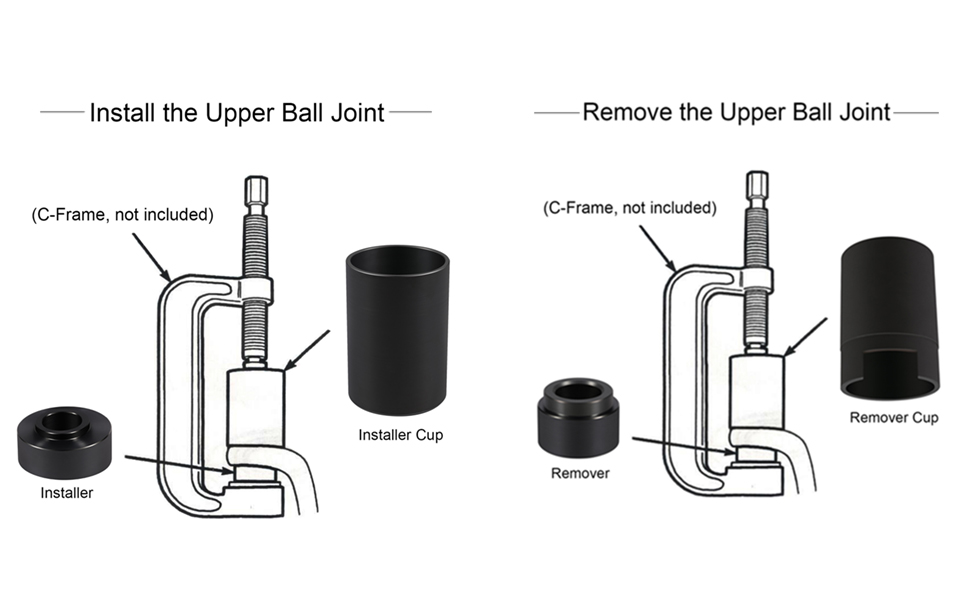 Install the Upper Ball Joint
(C-Frame, not included)
Installer Cup
Installer
Remove the Upper Ball Joint
(C-Frame, not included)
Remover Cup
Remover